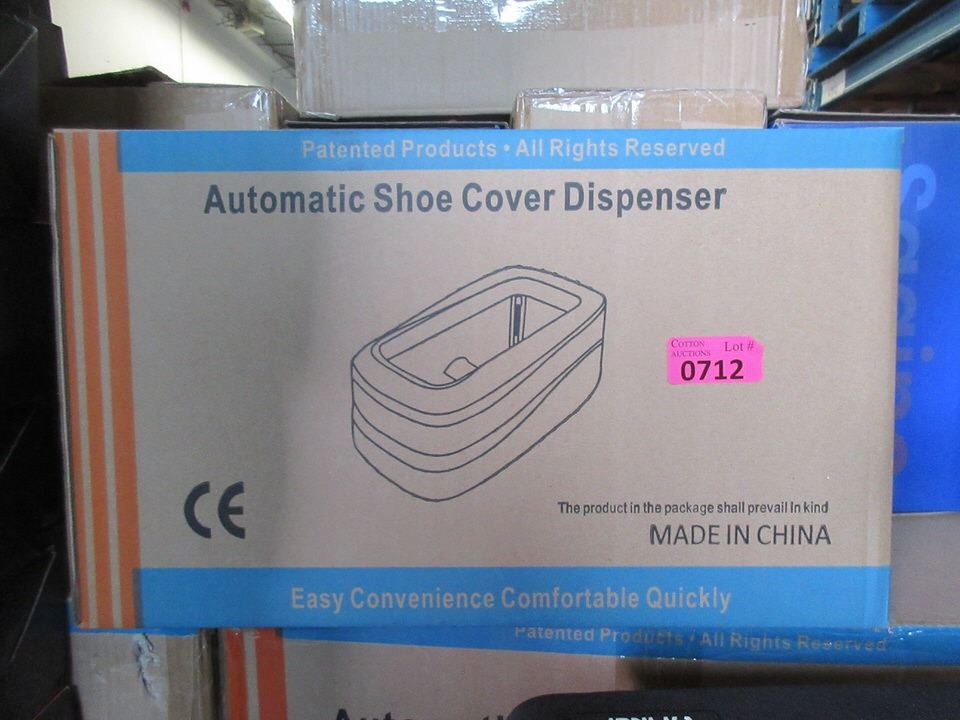 Patented Products • All Rights Reserved
Automatic Shoe Cover Dispenser
COTTON
AUCTIONS
Lot #
0712
CE
The product in the package shall prevail In kind
MADE IN CHINA
Easy Convenience Comfortable Quickly
Patented Products • All Rights Reserved